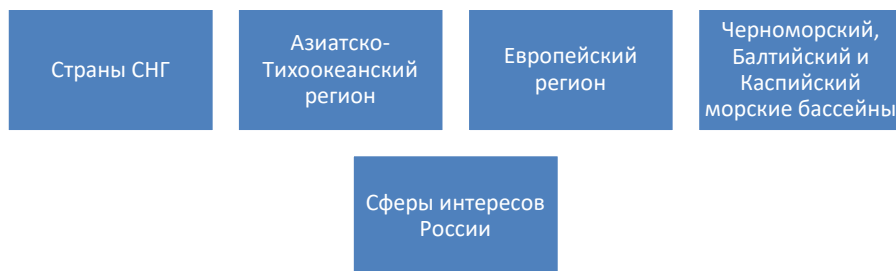 Страны СНГ
Азиатско-
Тихоокеанский
регион
Европейский
регион
Черноморский,
Балтийский и
Каспийский
морские бассейны
Сферы интересов
России